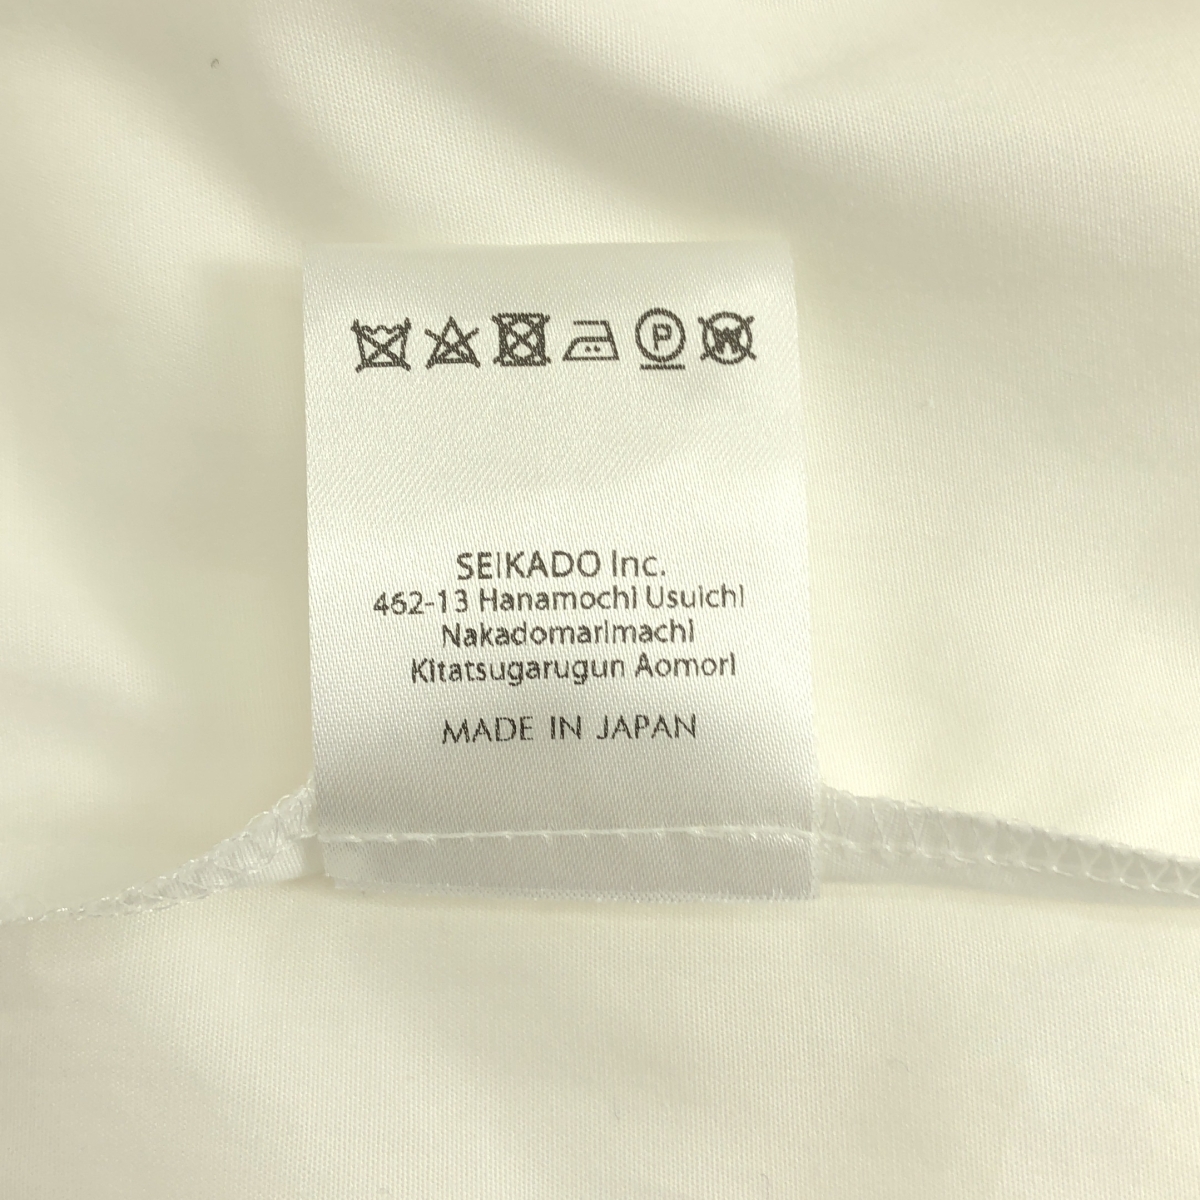 P W
SEIKADO Inc.
462-13 Hanamochi Usuichi
Nakadomarimachi
Kitatsugarugun Aomori
MADE IN JAPAN